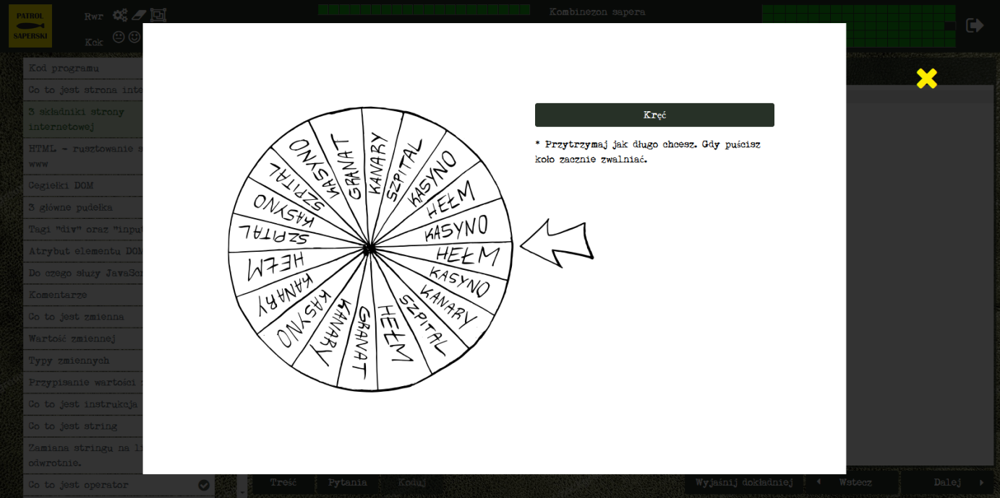 PATROL
SAPERSKI
Rwr
Kck
Kombinezon sapera
Kod programu
Co to jest strona inte
3 składniki strony
internetowej
HTML - rusztowanie s
www
Cegiełki DOM
3 główne pudełka
Tagi "div" oraz "input
Atrybut elementu DOM
Do czego służy JavaScr
Komentarze
Co to jest zmienna
Wartość zmiennej
Typy zmiennych
Przypisanie wartości
Co to jest instrukcja
Co to jest string
Zamiana stringu na li
odwrotnie.
Co to jest operator
KANARY
SZPITAL
KASYNO
HEŁM
KASYNO
HEŁM
KASYNO
KANARY
SZPITAL
HEŁM
GRANAT
KANARY
KASYNO
KANARY
HEŁM
SZPITAL
KASYNO
SZPITAL
KASYNO
GRANAT
Kręć
* Przytrzymaj jak długo chcesz. Gdy puścisz
koło zacznie zwalniać.
Treść
Pytania
Koduj
Wyjaśnij dokładniej
Wstecz
Dalej